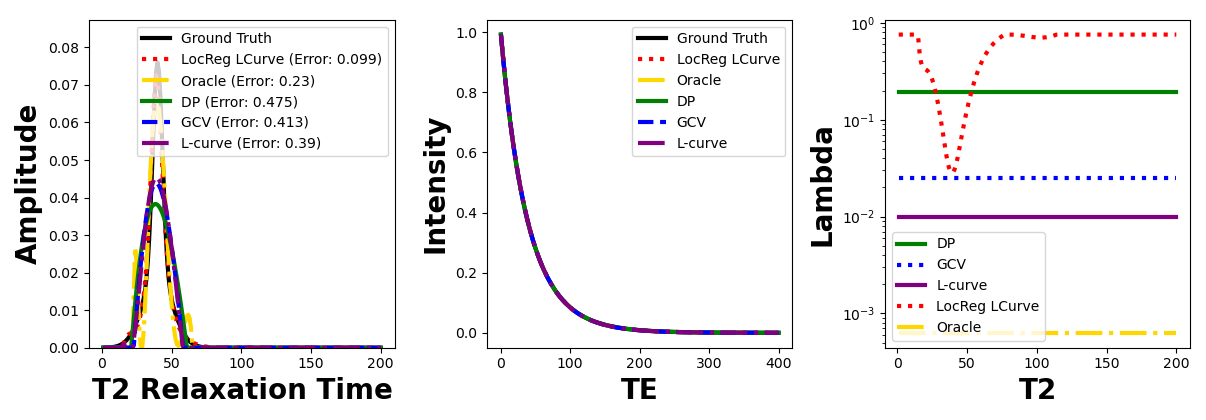 Amplitude
0.08
0.07
0.06
0.05
0.04
0.03
0.02
0.01
0.00
Ground Truth
LocReg LCurve (Error: 0.099)
Oracle (Error: 0.23)
DP (Error: 0.475)
GCV (Error: 0.413)
L-curve (Error: 0.39)
0 50 100 150 200
T2 Relaxation Time
Intensity
1.0
0.8
0.6
0.4
0.2
0.0
Ground Truth
LocReg LCurve
Oracle
DP
GCV
L-curve
0 100 200 300 400
TE
Lambda
10⁰
10⁻¹
10⁻²
10⁻³
DP
GCV
L-curve
LocReg LCurve
Oracle
0 50 100 150 200
T2